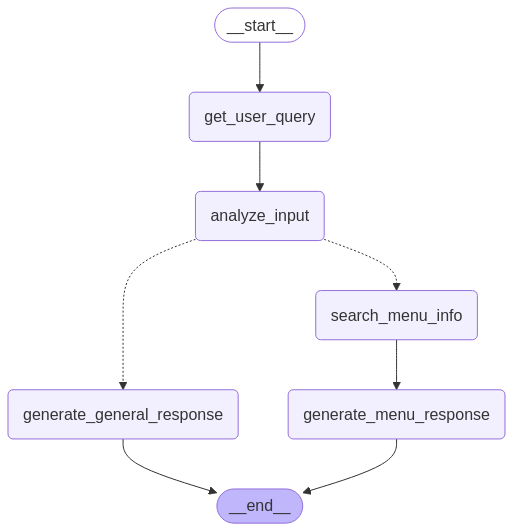 __start__
get_user_query
analyze_input
search_menu_info
generate_general_response
generate_menu_response
__end__